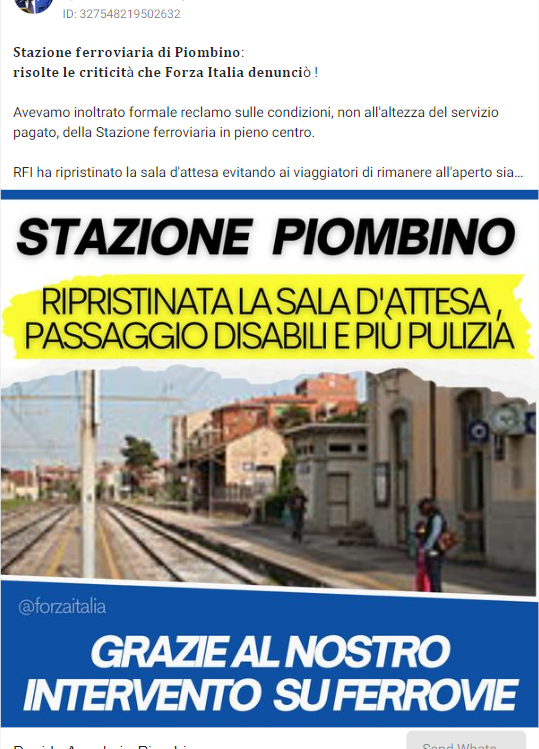 ID: 327548219502632
Stazione ferroviaria di Piombino:
risolte le criticità che Forza Italia denunciò !
Avevamo inoltrato formale reclamo sulle condizioni, non all'altezza del servizio
pagato, della Stazione ferroviaria in pieno centro.
RFI ha ripristinato la sala d'attesa evitando ai viaggiatori di rimanere all'aperto sia...
STAZIONE PIOMBINO
RIPRISTINATA LA SALA D'ATTESA ,
PASSAGGIO DISABILI E PIÙ PULIZIA
@forzaitalia
GRAZIE AL NOSTRO
INTERVENTO SU FERROVIE
Send Whats...